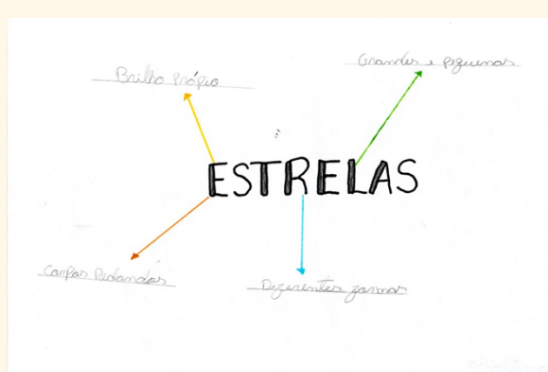 Brilho Próprio
Grandes e pequenas
ESTRELAS
Corpos Redondos
Diferentes formas